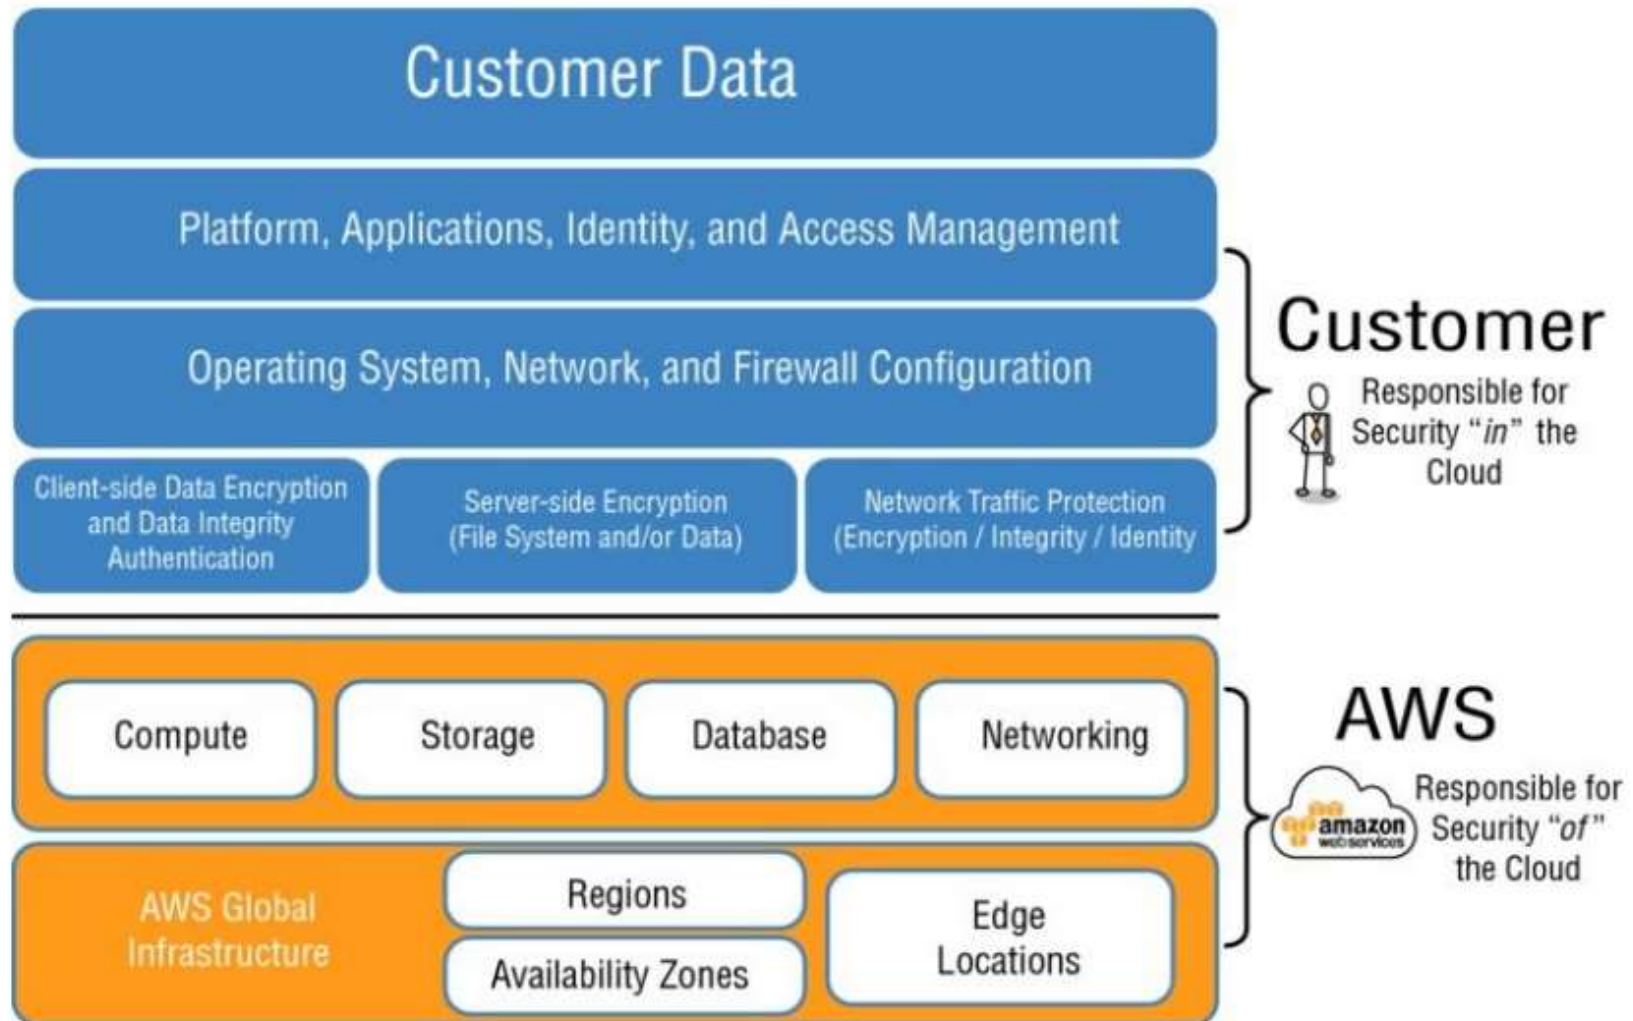 Customer Data
Platform, Applications, Identity, and Access Management
Operating System, Network, and Firewall Configuration
Client-side Data Encryption
and Data Integrity
Authentication
Server-side Encryption
(File System and/or Data)
Network Traffic Protection
(Encryption / Integrity / Identity
Customer
Responsible for
Security "in" the
Cloud
Compute
Storage
Database
Networking
AWS
amazon
webservices
Responsible for
Security "of"
the Cloud
AWS Global
Infrastructure
Regions
Availability Zones
Edge
Locations